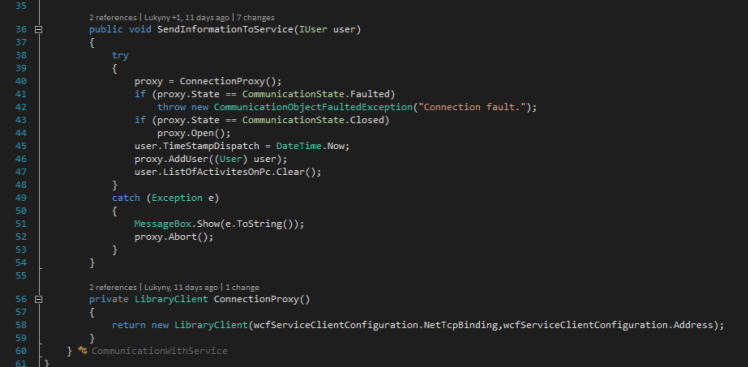 35
2 references | Lukyny +1, 11 days ago | 7 changes
36 public void SendInformationToService(IUser user)
37 {
38 try
39 {
40 proxy = ConnectionProxy();
41 if (proxy.State == CommunicationState.Faulted)
42 throw new CommunicationObjectFaultedException("Connection fault.");
43 if (proxy.State == CommunicationState.Closed)
44 proxy.Open();
45 user.TimeStampDispatch = DateTime.Now;
46 proxy.AddUser((User) user);
47 user.ListOfActivitesOnPc.Clear();
48 }
49 catch (Exception e)
50 {
51 MessageBox.Show(e.ToString());
52 proxy.Abort();
53 }
54 }
55
2 references | Lukyny, 11 days ago | 1 change
56 private LibraryClient ConnectionProxy()
57 {
58 return new LibraryClient(wcfServiceClientConfiguration.NetTcpBinding,wcfServiceClientConfiguration.Address);
59 }
60 } CommunicationWithService
61 }